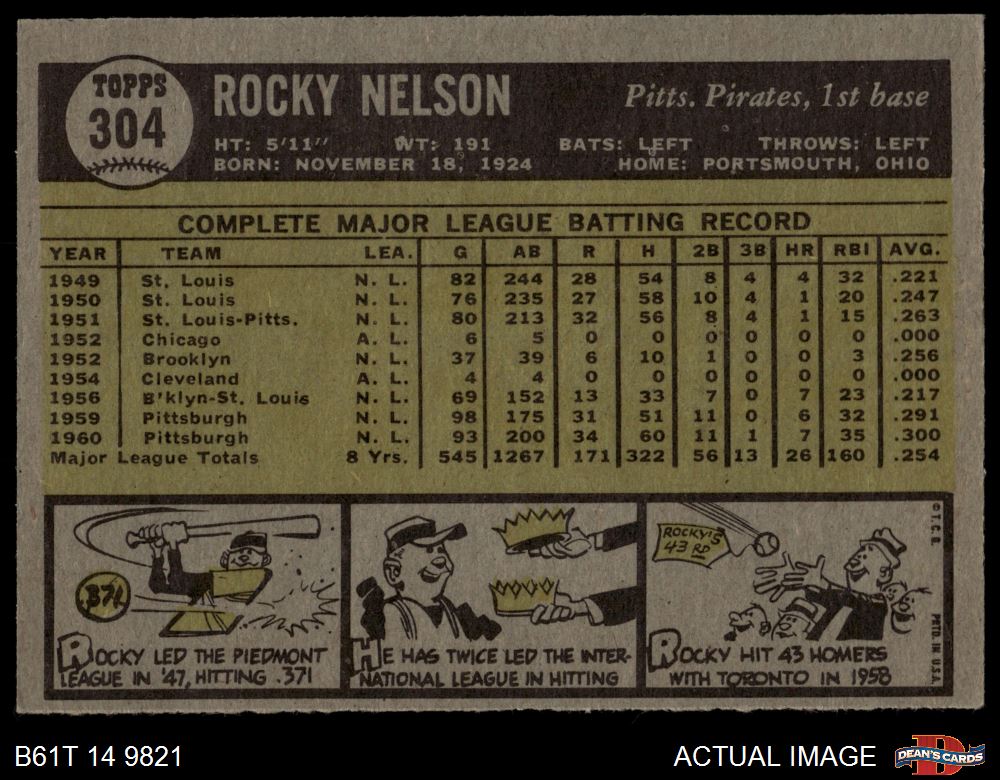 TOPPS
304
ROCKY NELSON
Pitts. Pirates, 1st base
HT: 5'11" WT: 191 BATS: LEFT THROWS: LEFT
BORN: NOVEMBER 18, 1924 HOME: PORTSMOUTH, OHIO
COMPLETE MAJOR LEAGUE BATTING RECORD
YEAR TEAM LEA. G AB R H 2B 3B HR RBI AVG.
1949 St. Louis N. L. 82 244 28 54 8 4 4 32 .221
1950 St. Louis N. L. 76 235 27 58 10 4 1 20 .247
1951 St. Louis-Pitts. N. L. 80 213 32 56 8 4 1 15 .263
1952 Chicago A. L. 6 5 0 0 0 0 0 0 .000
1952 Brooklyn N. L. 37 39 6 10 1 0 0 3 .256
1954 Cleveland A. L. 4 4 0 0 0 0 0 0 .000
1956 B'klyn-St. Louis N. L. 69 152 13 33 7 0 7 23 .217
1959 Pittsburgh N. L. 98 175 31 51 11 0 6 32 .291
1960 Pittsburgh N. L. 93 200 34 60 11 1 7 35 .300
Major League Totals 8 Yrs. 545 1267 171 322 56 13 26 160 .254
.371
ROCKY LED THE PIEDMONT
LEAGUE IN '47, HITTING .371
HE HAS TWICE LED THE INTER-
NATIONAL LEAGUE IN HITTING
ROCKY'S
43 RD
ROCKY HIT 43 HOMERS
WITH TORONTO IN 1958
© T. C. G.
PRTD. IN U.S.A.
B61T 14 9821
ACTUAL IMAGE
D
DEAN'S CARDS